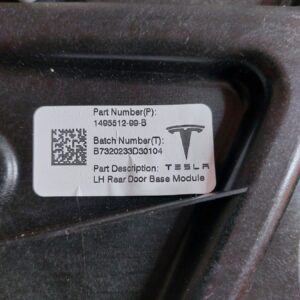 Part Number(P):
1495512-99-B
Batch Number(T):
B7320233D30104
Part Description:
LH Rear Door Base Module
TESLA